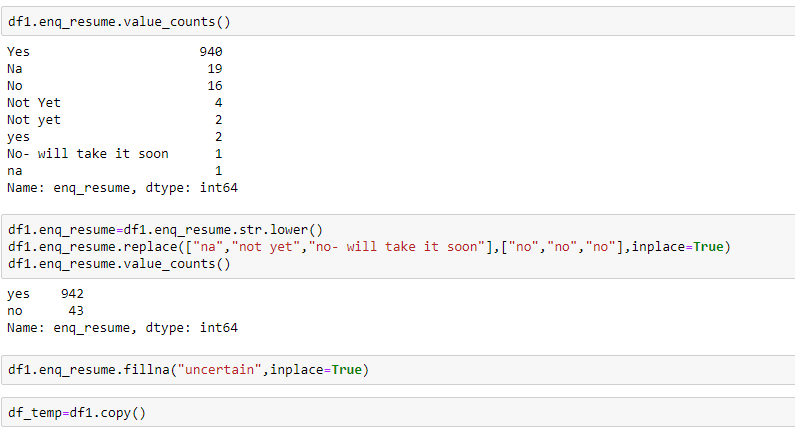 df1.enq_resume.value_counts()
Yes                      940
Na                        19
No                        16
Not Yet                    4
Not yet                    2
yes                        2
No- will take it soon      1
na                         1
Name: enq_resume, dtype: int64
df1.enq_resume=df1.enq_resume.str.lower()
df1.enq_resume.replace(["na","not yet","no- will take it soon"],["no","no","no"],inplace=True)
df1.enq_resume.value_counts()
yes    942
no      43
Name: enq_resume, dtype: int64
df1.enq_resume.fillna("uncertain",inplace=True)
df_temp=df1.copy()